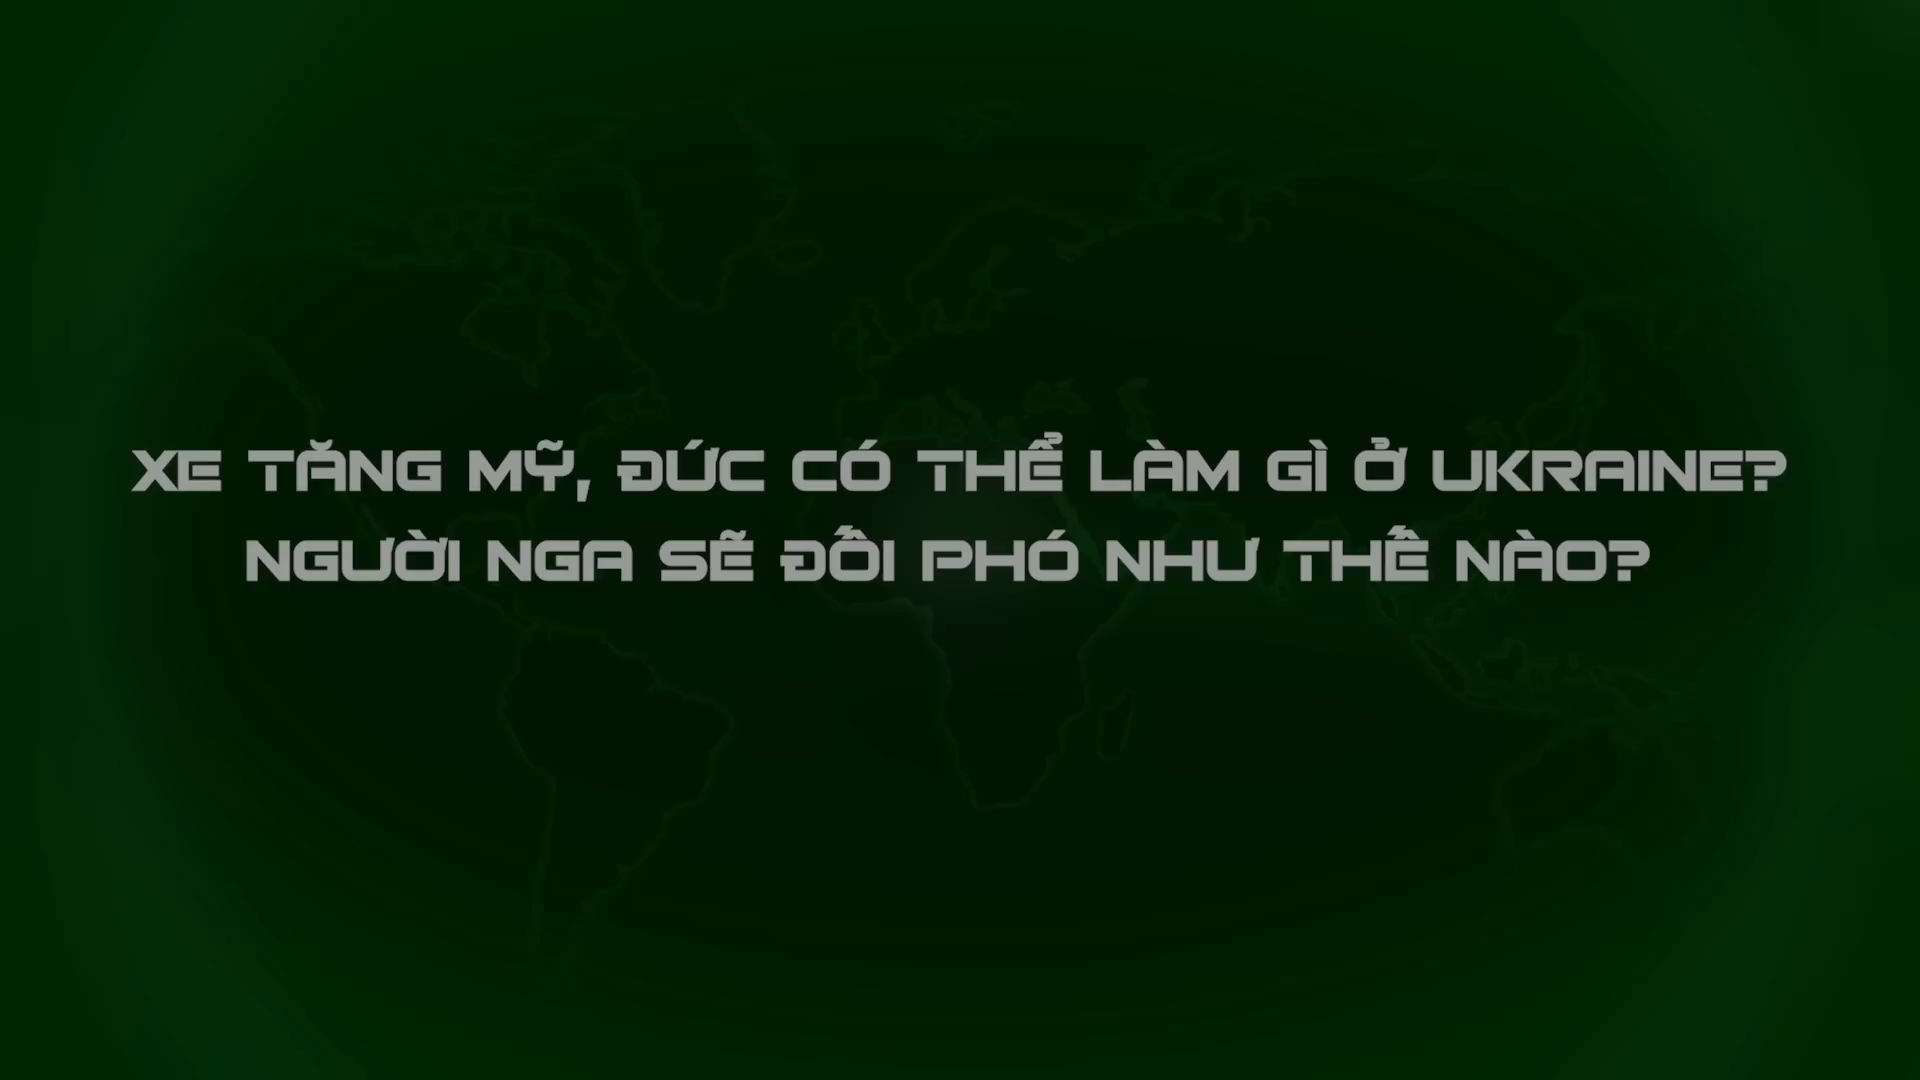 XE TĂNG MỸ, ĐỨC CÓ THỂ LÀM GÌ Ở UKRAINE?
NGƯỜI NGA SẼ ĐỐI PHÓ NHƯ THẾ NÀO?